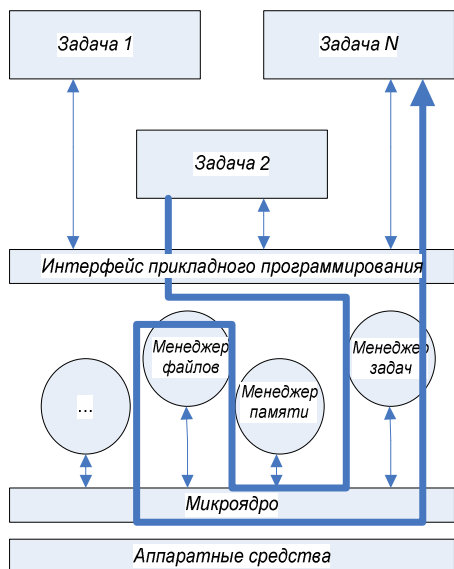 Задача 1
Задача N
Задача 2
Интерфейс прикладного программирования
Менеджер
файлов
Менеджер
задач
...
Менеджер
памяти
Микроядро
Аппаратные средства